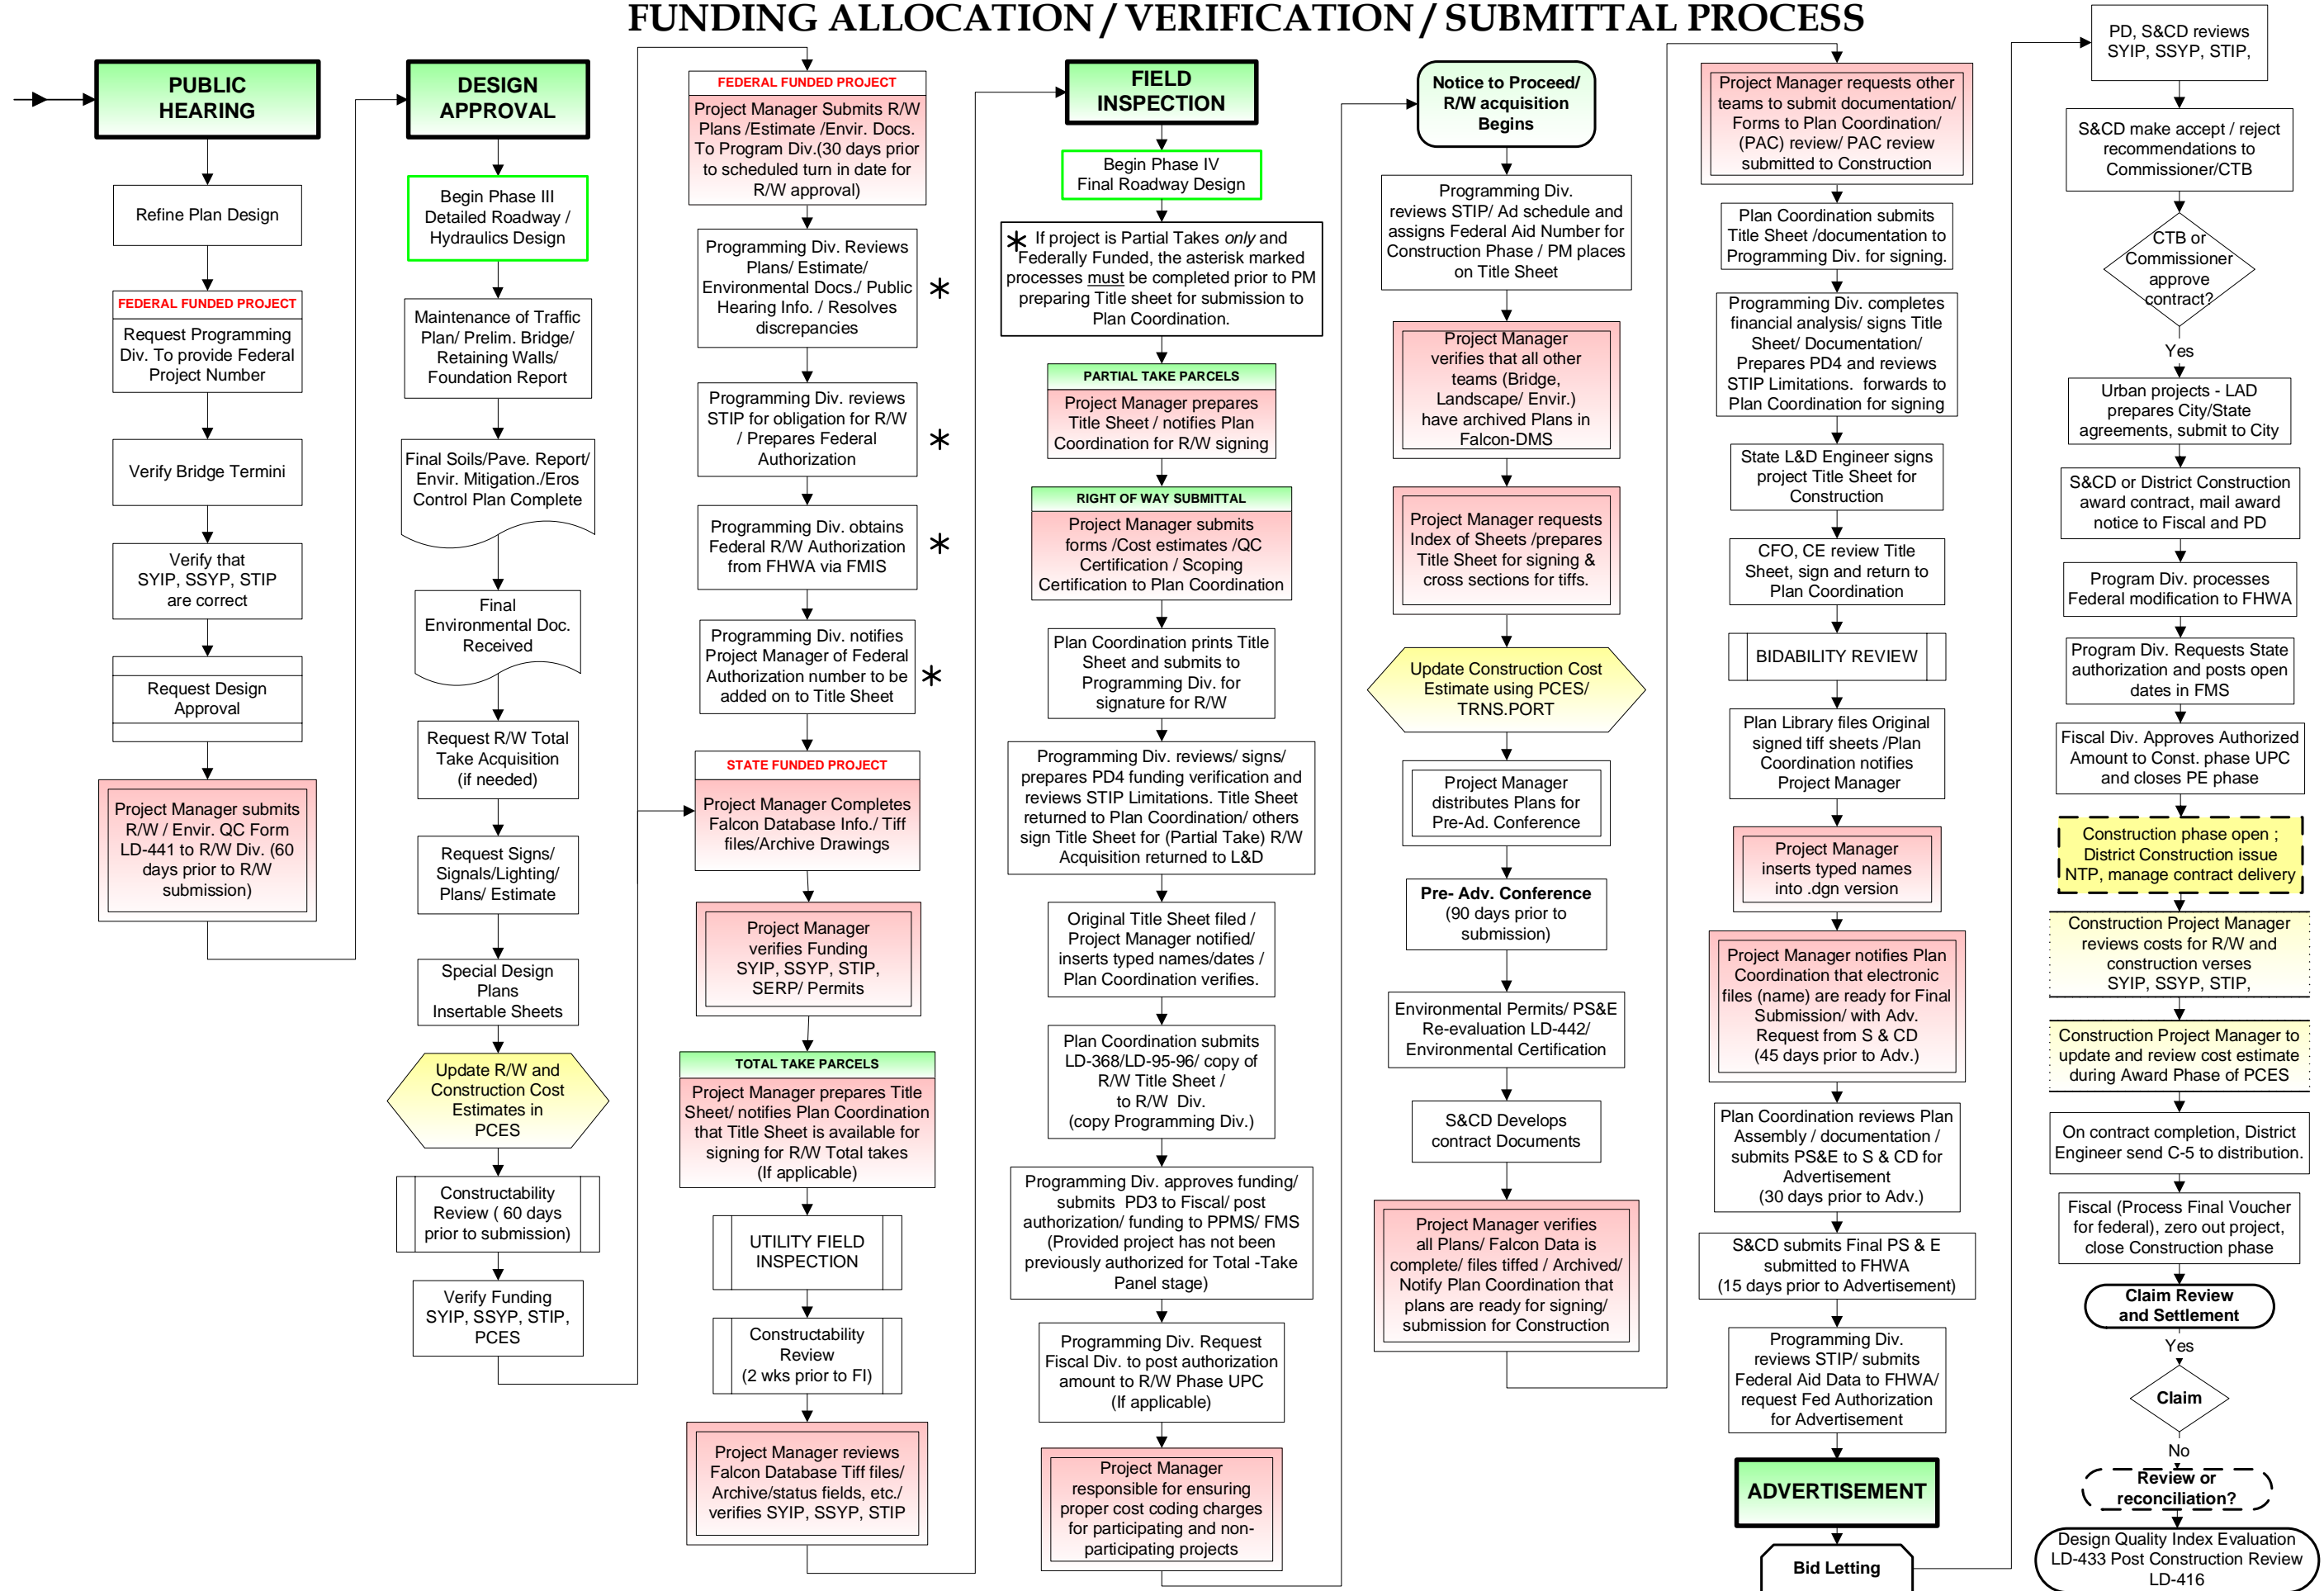 FUNDING ALLOCATION / VERIFICATION / SUBMITTAL PROCESS
PUBLIC
HEARING
Refine Plan Design
FEDERAL FUNDED PROJECT
Request Programming
Div. To provide Federal
Project Number
Verify Bridge Termini
Verify that
SYIP, SSYP, STIP
are correct
Request Design
Approval
Project Manager submits
R/W / Envir. QC Form
LD-441 to R/W Div. (60
days prior to R/W
submission)
DESIGN
APPROVAL
Begin Phase III
Detailed Roadway /
Hydraulics Design
Maintenance of Traffic
Plan/ Prelim. Bridge/
Retaining Walls/
Foundation Report
Final Soils/Pave. Report/
Envir. Mitigation./Eros
Control Plan Complete
Final
Environmental Doc.
Received
Request R/W Total
Take Acquisition
(if needed)
Request Signs/
Signals/Lighting/
Plans/ Estimate
Special Design
Plans
Insertable Sheets
Update R/W and
Construction Cost
Estimates in
PCES
Constructability
Review ( 60 days
prior to submission)
Verify Funding
SYIP, SSYP, STIP,
PCES
FEDERAL FUNDED PROJECT
Project Manager Submits R/W
Plans /Estimate /Envir. Docs.
To Program Div.(30 days prior
to scheduled turn in date for
R/W approval)
Programming Div. Reviews
Plans/ Estimate/
Environmental Docs./ Public
Hearing Info. / Resolves
discrepancies
*
Programming Div. reviews
STIP for obligation for R/W
/ Prepares Federal
Authorization
*
Programming Div. obtains
Federal R/W Authorization
from FHWA via FMIS
*
Programming Div. notifies
Project Manager of Federal
Authorization number to be
added on to Title Sheet
*
STATE FUNDED PROJECT
Project Manager Completes
Falcon Database Info./ Tiff
files/Archive Drawings
Project Manager
verifies Funding
SYIP, SSYP, STIP,
SERP/ Permits
TOTAL TAKE PARCELS
Project Manager prepares Title
Sheet/ notifies Plan Coordination
that Title Sheet is available for
signing for R/W Total takes
(If applicable)
UTILITY FIELD
INSPECTION
Constructability
Review
(2 wks prior to FI)
Project Manager reviews
Falcon Database Tiff files/
Archive/status fields, etc./
verifies SYIP, SSYP, STIP
FIELD
INSPECTION
Begin Phase IV
Final Roadway Design
* If project is Partial Takes only and
Federally Funded, the asterisk marked
processes must be completed prior to PM
preparing Title sheet for submission to
Plan Coordination.
PARTIAL TAKE PARCELS
Project Manager prepares
Title Sheet / notifies Plan
Coordination for R/W signing
RIGHT OF WAY SUBMITTAL
Project Manager submits
forms /Cost estimates /QC
Certification / Scoping
Certification to Plan Coordination
Plan Coordination prints Title
Sheet and submits to
Programming Div. for
signature for R/W
Programming Div. reviews/ signs/
prepares PD4 funding verification and
reviews STIP Limitations. Title Sheet
returned to Plan Coordination/ others
sign Title Sheet for (Partial Take) R/W
Acquisition returned to L&D
Original Title Sheet filed /
Project Manager notified/
inserts typed names/dates /
Plan Coordination verifies.
Plan Coordination submits
LD-368/LD-95-96/ copy of
R/W Title Sheet /
to R/W Div.
(copy Programming Div.)
Programming Div. approves funding/
submits PD3 to Fiscal/ post
authorization/ funding to PPMS/ FMS
(Provided project has not been
previously authorized for Total -Take
Panel stage)
Programming Div. Request
Fiscal Div. to post authorization
amount to R/W Phase UPC
(If applicable)
Project Manager
responsible for ensuring
proper cost coding charges
for participating and non-
participating projects
Notice to Proceed/
R/W acquisition
Begins
Programming Div.
reviews STIP/ Ad schedule and
assigns Federal Aid Number for
Construction Phase / PM places
on Title Sheet
Project Manager
verifies that all other
teams (Bridge,
Landscape/ Envir.)
have archived Plans in
Falcon-DMS
Project Manager requests
Index of Sheets /prepares
Title Sheet for signing &
cross sections for tiffs.
Update Construction Cost
Estimate using PCES/
TRNS.PORT
Project Manager
distributes Plans for
Pre-Ad. Conference
Pre- Adv. Conference
(90 days prior to
submission)
Environmental Permits/ PS&E
Re-evaluation LD-442/
Environmental Certification
S&CD Develops
contract Documents
Project Manager verifies
all Plans/ Falcon Data is
complete/ files tiffed / Archived/
Notify Plan Coordination that
plans are ready for signing/
submission for Construction
Project Manager requests other
teams to submit documentation/
Forms to Plan Coordination/
(PAC) review/ PAC review
submitted to Construction
Plan Coordination submits
Title Sheet /documentation to
Programming Div. for signing.
Programming Div. completes
financial analysis/ signs Title
Sheet/ Documentation/
Prepares PD4 and reviews
STIP Limitations. forwards to
Plan Coordination for signing
State L&D Engineer signs
project Title Sheet for
Construction
CFO, CE review Title
Sheet, sign and return to
Plan Coordination
BIDABILITY REVIEW
Plan Library files Original
signed tiff sheets /Plan
Coordination notifies
Project Manager
Project Manager
inserts typed names
into .dgn version
Project Manager notifies Plan
Coordination that electronic
files (name) are ready for Final
Submission/ with Adv.
Request from S & CD
(45 days prior to Adv.)
Plan Coordination reviews Plan
Assembly / documentation /
submits PS&E to S & CD for
Advertisement
(30 days prior to Adv.)
S&CD submits Final PS & E
submitted to FHWA
(15 days prior to Advertisement)
Programming Div.
reviews STIP/ submits
Federal Aid Data to FHWA/
request Fed Authorization
for Advertisement
ADVERTISEMENT
Bid Letting
PD, S&CD reviews
SYIP, SSYP, STIP,
S&CD make accept / reject
recommendations to
Commissioner/CTB
CTB or
Commissioner
approve
contract?
Yes
Urban projects - LAD
prepares City/State
agreements, submit to City
S&CD or District Construction
award contract, mail award
notice to Fiscal and PD
Program Div. processes
Federal modification to FHWA
Program Div. Requests State
authorization and posts open
dates in FMS
Fiscal Div. Approves Authorized
Amount to Const. phase UPC
and closes PE phase
Construction phase open ;
District Construction issue
NTP, manage contract delivery
Construction Project Manager
reviews costs for R/W and
construction verses
SYIP, SSYP, STIP,
Construction Project Manager to
update and review cost estimate
during Award Phase of PCES
On contract completion, District
Engineer send C-5 to distribution.
Fiscal (Process Final Voucher
for federal), zero out project,
close Construction phase
Claim Review
and Settlement
Yes
Claim
No
Review or
reconciliation?
Design Quality Index Evaluation
LD-433 Post Construction Review
LD-416